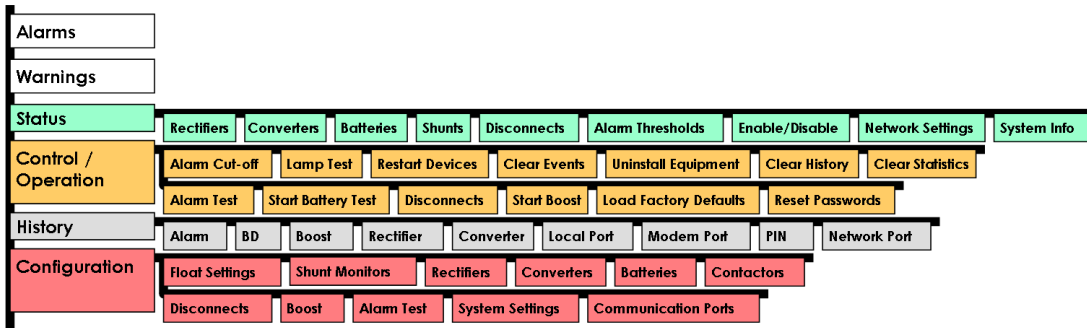 Alarms
Warnings
Status
Rectifiers Converters Batteries Shunts Disconnects Alarm Thresholds Enable/Disable Network Settings System Info
Control /
Operation
Alarm Cut-off Lamp Test Restart Devices Clear Events Uninstall Equipment Clear History Clear Statistics
Alarm Test Start Battery Test Disconnects Start Boost Load Factory Defaults Reset Passwords
History
Alarm BD Boost Rectifier Converter Local Port Modem Port PIN Network Port
Configuration
Float Settings Shunt Monitors Rectifiers Converters Batteries Contactors
Disconnects Boost Alarm Test System Settings Communication Ports